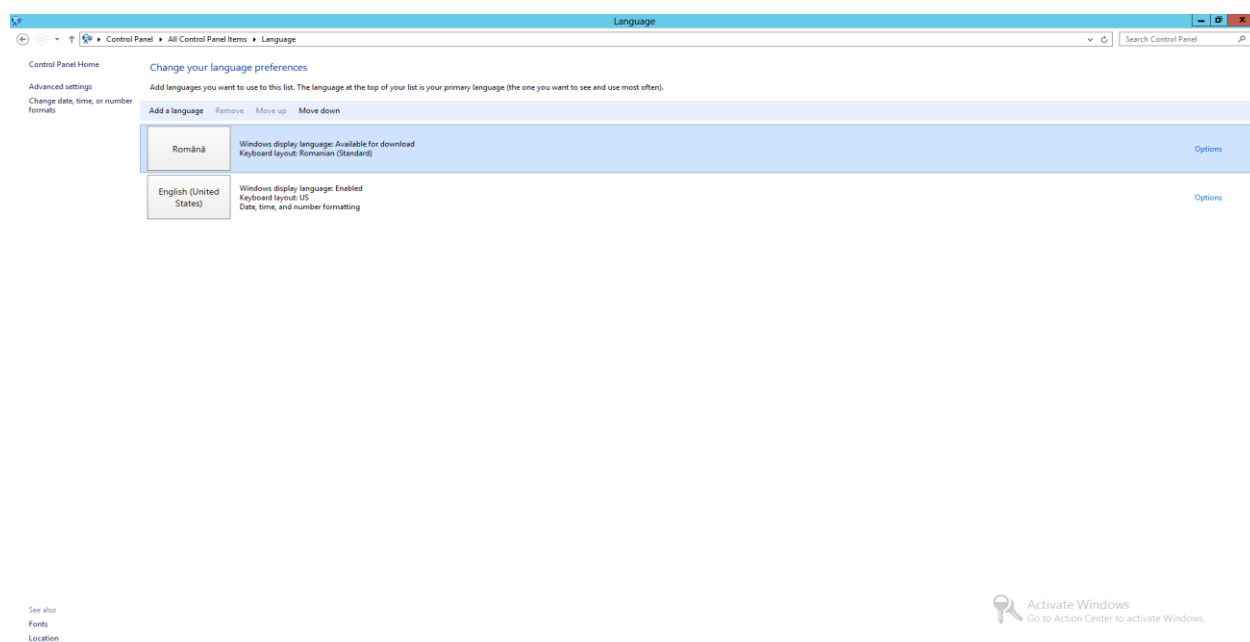 Language
Control Panel ▸ All Control Panel Items ▸ Language
Search Control Panel
Control Panel Home
Advanced settings
Change date, time, or number
formats
Change your language preferences
Add languages you want to use to this list. The language at the top of your list is your primary language (the one you want to see and use most often).
Add a language Remove Move up Move down
Română
Windows display language: Available for download
Keyboard layout: Romanian (Standard)
Options
English (United
States)
Windows display language: Enabled
Keyboard layout: US
Date, time, and number formatting
Options
See also
Fonts
Location
Activate Windows
Go to Action Center to activate Windows.